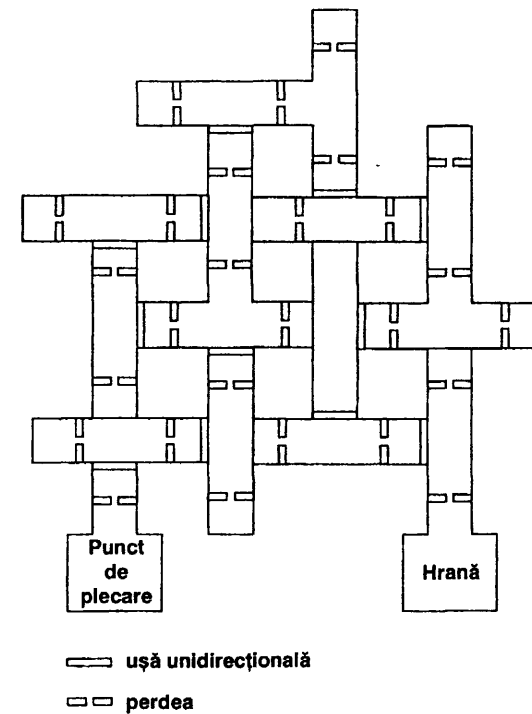 Punct
de
plecare
Hrană
ușă unidirecțională
perdea